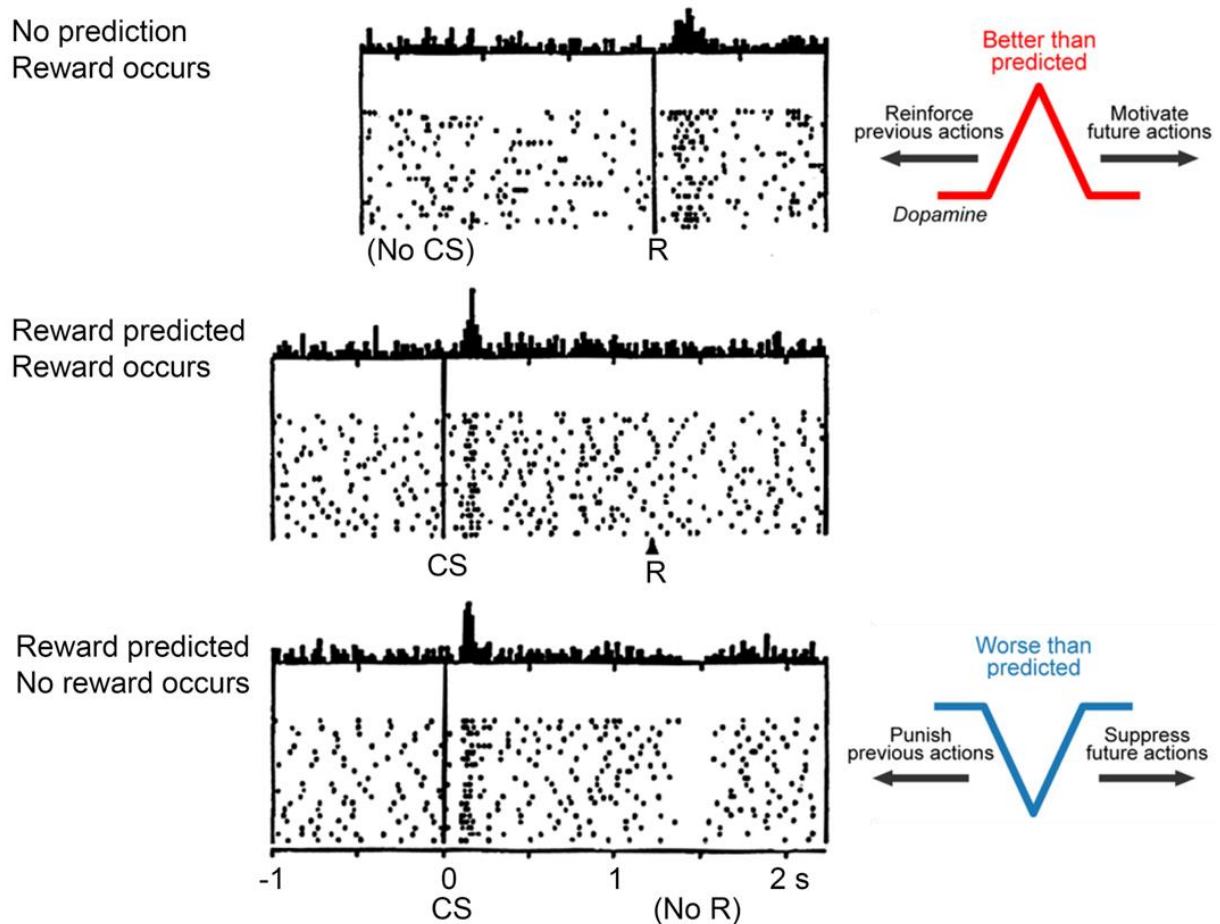 No prediction
Reward occurs
(No CS)
R
Better than
predicted
Reinforce
previous actions
Motivate
future actions
Dopamine
Reward predicted
Reward occurs
CS
R
Reward predicted
No reward occurs
-1
0
1
2 s
CS
(No R)
Worse than
predicted
Punish
previous actions
Suppress
future actions